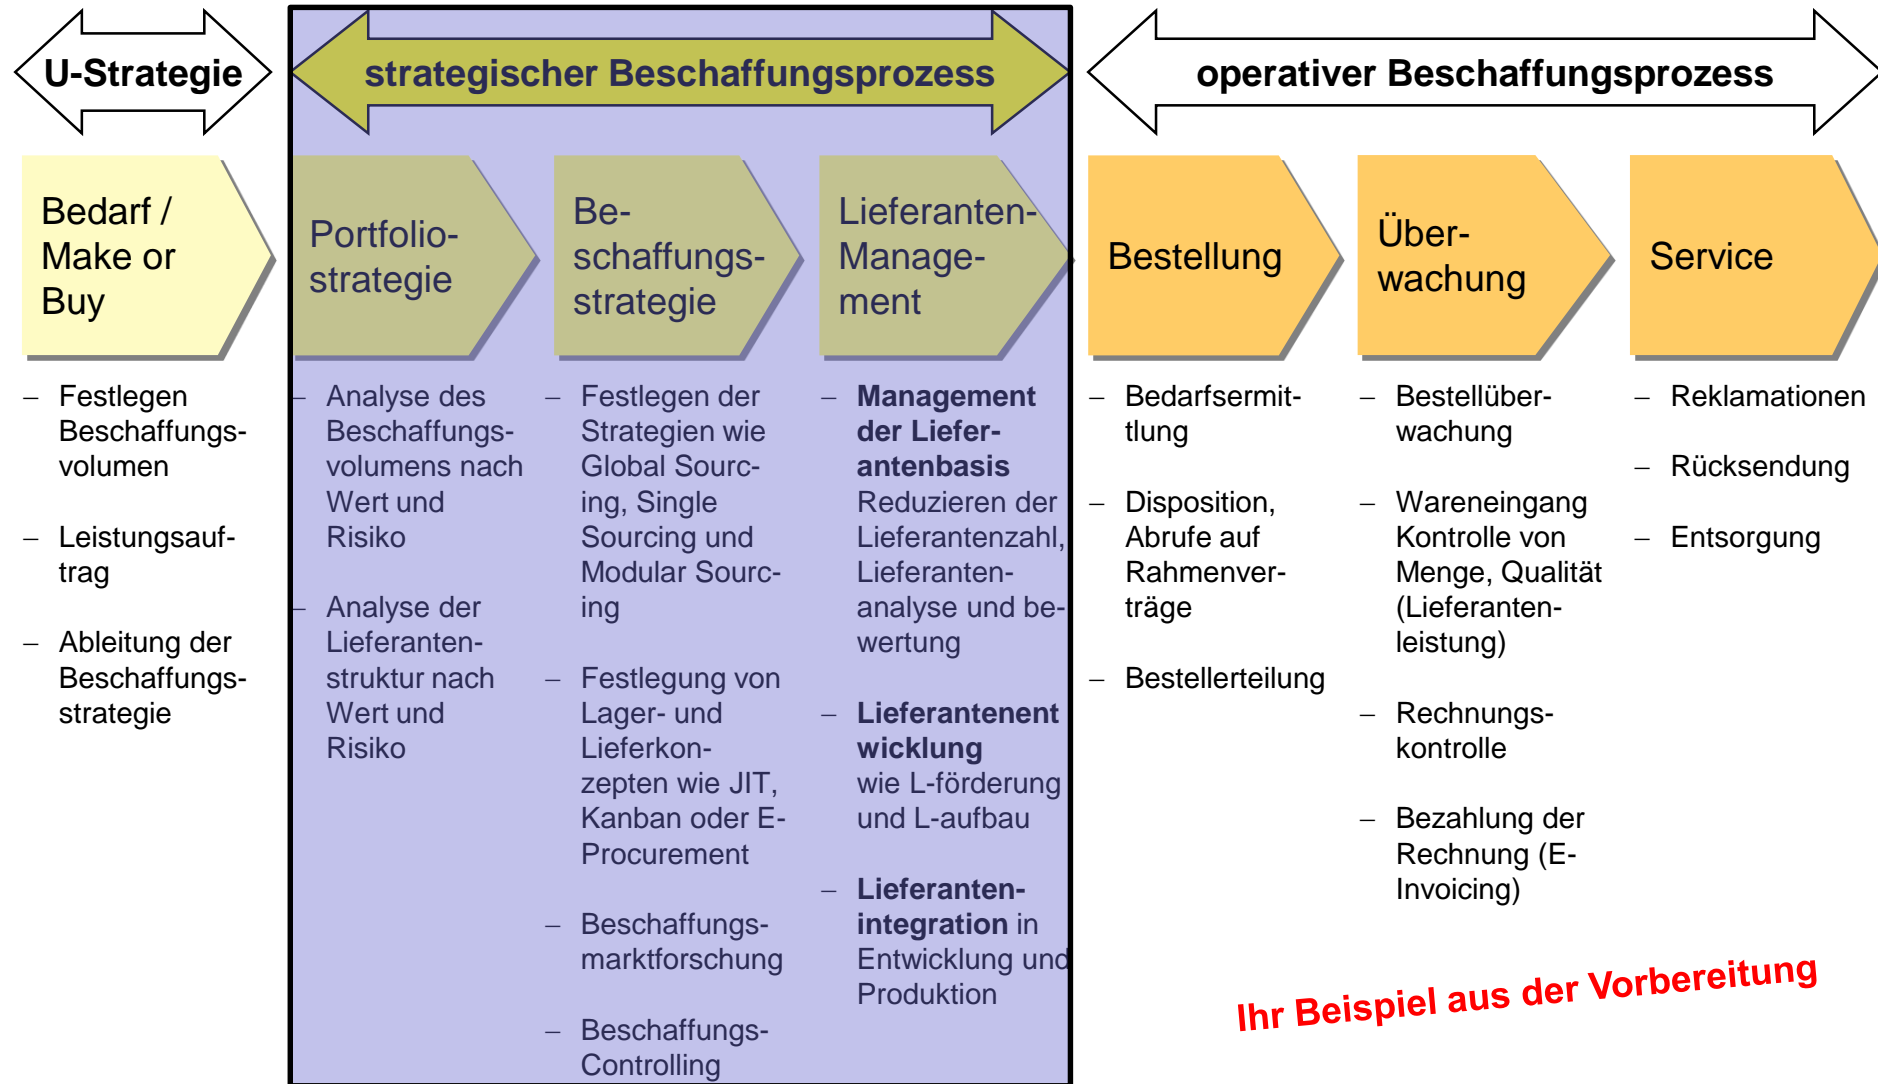 U-Strategie
strategischer Beschaffungsprozess
operativer Beschaffungsprozess
Bedarf /
Make or
Buy
Portfolio-
strategie
Be-
schaffungs-
strategie
Lieferanten-
Manage-
ment
Bestellung
Über-
wachung
Service
– Festlegen
Beschaffungs-
volumen
– Leistungsauf-
trag
– Ableitung der
Beschaffungs-
strategie
– Analyse des
Beschaffungs-
volumens nach
Wert und
Risiko
– Analyse der
Lieferanten-
struktur nach
Wert und
Risiko
– Festlegen der
Strategien wie
Global Sourc-
ing, Single
Sourcing und
Modular Sourc-
ing
– Festlegung von
Lager- und
Lieferkon-
zepten wie JIT,
Kanban oder E-
Procurement
– Beschaffungs-
marktforschung
– Beschaffungs-
Controlling
– Management
der Liefer-
antenbasis
Reduzieren der
Lieferantenzahl,
Lieferanten-
analyse und be-
wertung
– Lieferantenent
wicklung
wie L-förderung
und L-aufbau
– Lieferanten-
integration in
Entwicklung und
Produktion
– Bedarfsermit-
tlung
– Disposition,
Abrufe auf
Rahmenver-
träge
– Bestellerteilung
– Bestellüber-
wachung
– Wareneingang
Kontrolle von
Menge, Qualität
(Lieferanten-
leistung)
– Rechnungs-
kontrolle
– Bezahlung der
Rechnung (E-
Invoicing)
– Reklamationen
– Rücksendung
– Entsorgung
Ihr Beispiel aus der Vorbereitung